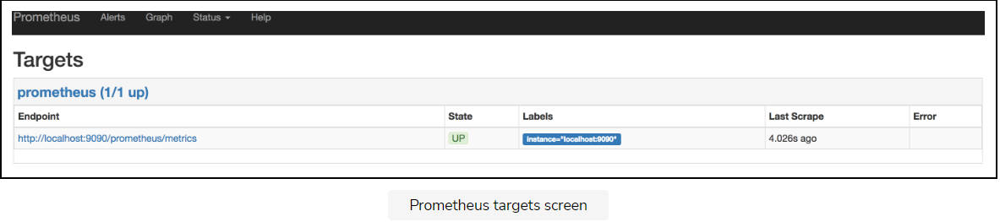 Prometheus Alerts Graph Status Help
Targets
prometheus (1/1 up)
Endpoint State Labels Last Scrape Error
http://localhost:9090/prometheus/metrics UP instance="localhost:9090" 4.026s ago
Prometheus targets screen